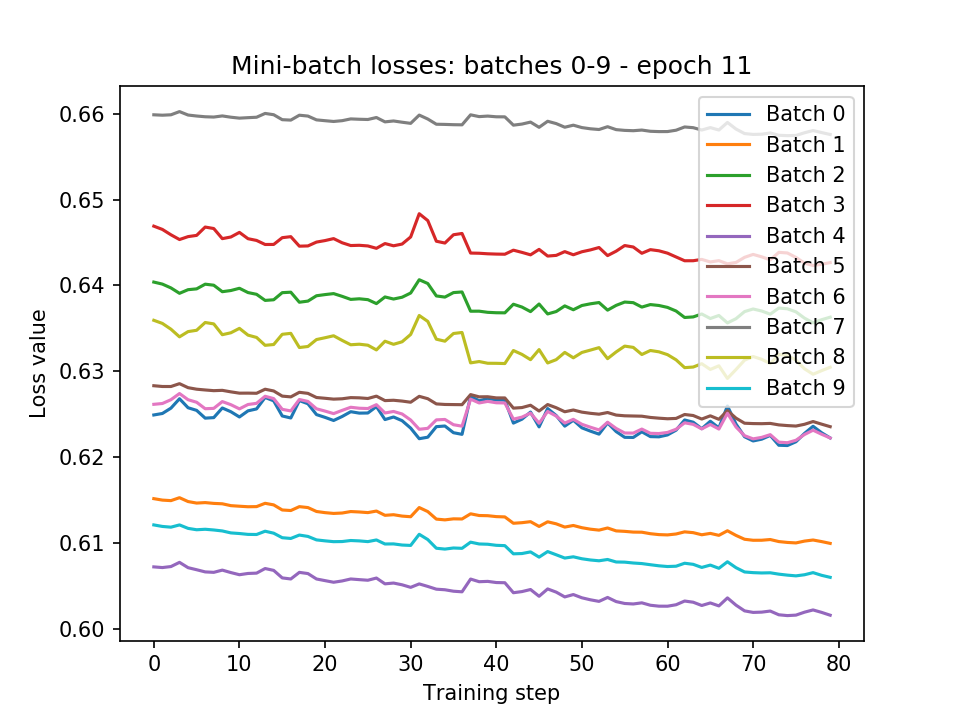 Mini-batch losses: batches 0-9 - epoch 11
0.66
0.65
0.64
0.63
0.62
0.61
0.60
Loss value
0
10
20
30
40
50
60
70
80
Training step
Batch 0
Batch 1
Batch 2
Batch 3
Batch 4
Batch 5
Batch 6
Batch 7
Batch 8
Batch 9